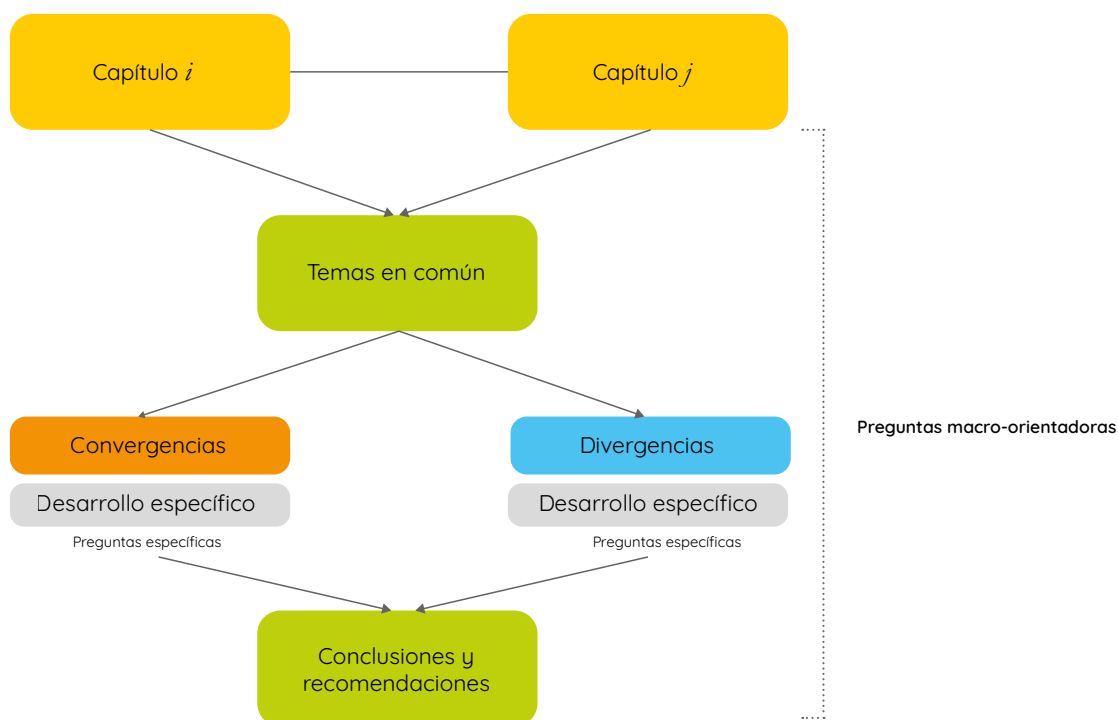 Capítulo i
Capítulo j
Temas en común
Preguntas macro-orientadoras
Convergencias
Divergencias
Desarrollo específico
Desarrollo específico
Preguntas específicas
Preguntas específicas
Conclusiones y
recomendaciones